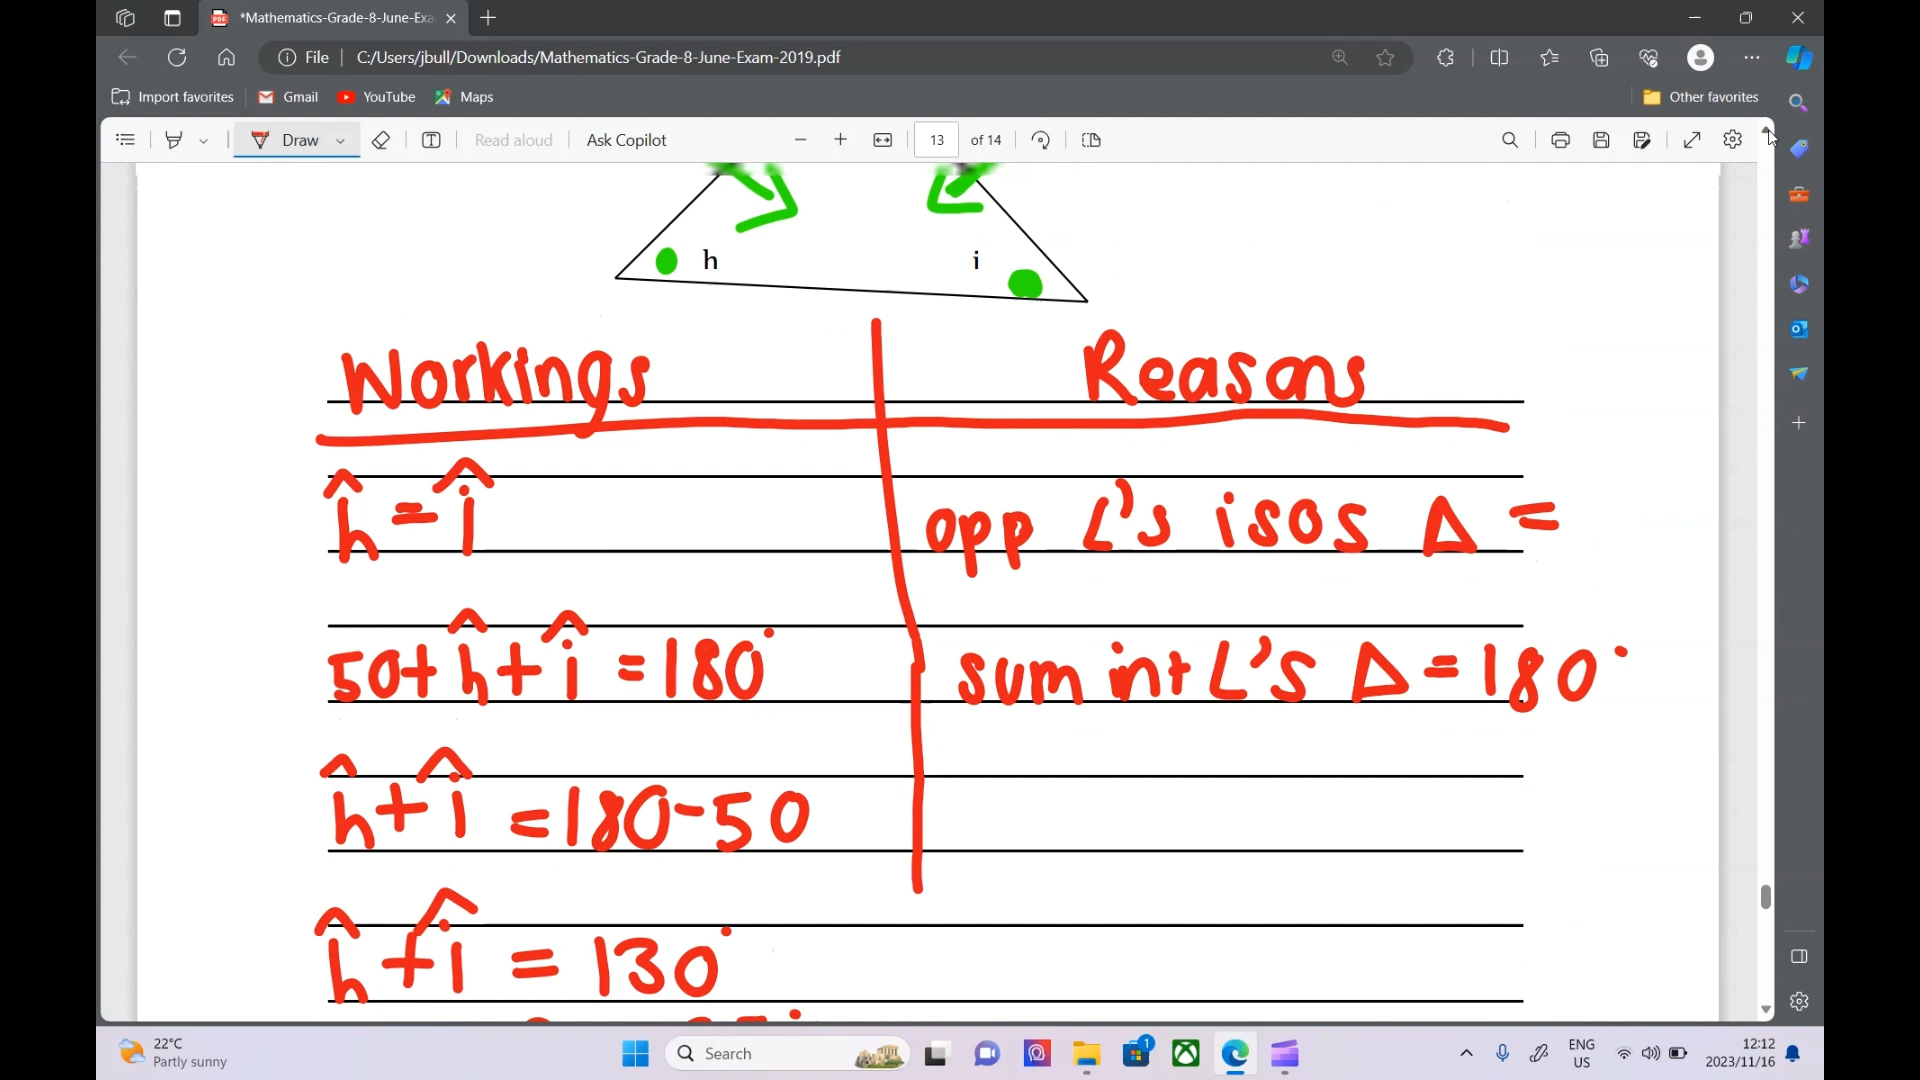 *Mathematics-Grade-8-June-Exa
File C:/Users/jbull/Downloads/Mathematics-Grade-8-June-Exam-2019.pdf
Import favorites Gmail YouTube Maps Other favorites
Draw Read aloud Ask Copilot 13 of 14
h i
Workings Reasons
ĥ = î opp ∠'s isos Δ =
50 + ĥ + î = 180° sum int ∠'s Δ = 180°
ĥ + î = 180 - 50
ĥ + î = 130°
22°C
Partly sunny
Search
1
ENG
US
12:12
2023/11/16